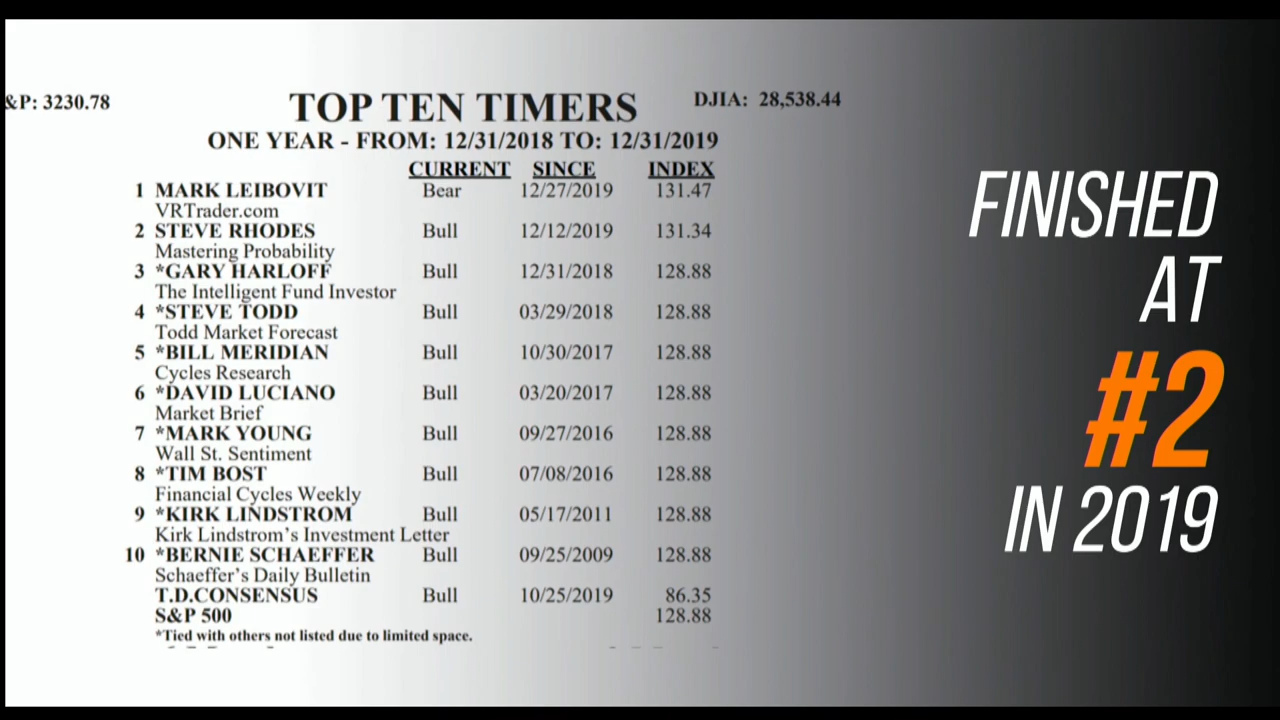 &P: 3230.78
TOP TEN TIMERS
DJIA: 28,538.44
ONE YEAR - FROM: 12/31/2018 TO: 12/31/2019
CURRENT SINCE INDEX
1 MARK LEIBOVIT Bear 12/27/2019 131.47
VRTrader.com
2 STEVE RHODES Bull 12/12/2019 131.34
Mastering Probability
3 *GARY HARLOFF Bull 12/31/2018 128.88
The Intelligent Fund Investor
4 *STEVE TODD Bull 03/29/2018 128.88
Todd Market Forecast
5 *BILL MERIDIAN Bull 10/30/2017 128.88
Cycles Research
6 *DAVID LUCIANO Bull 03/20/2017 128.88
Market Brief
7 *MARK YOUNG Bull 09/27/2016 128.88
Wall St. Sentiment
8 *TIM BOST Bull 07/08/2016 128.88
Financial Cycles Weekly
9 *KIRK LINDSTROM Bull 05/17/2011 128.88
Kirk Lindstrom's Investment Letter
10 *BERNIE SCHAEFFER Bull 09/25/2009 128.88
Schaeffer's Daily Bulletin
T.D.CONSENSUS Bull 10/25/2019 86.35
S&P 500 128.88
*Tied with others not listed due to limited space.
FINISHED
AT
#2
IN 2019